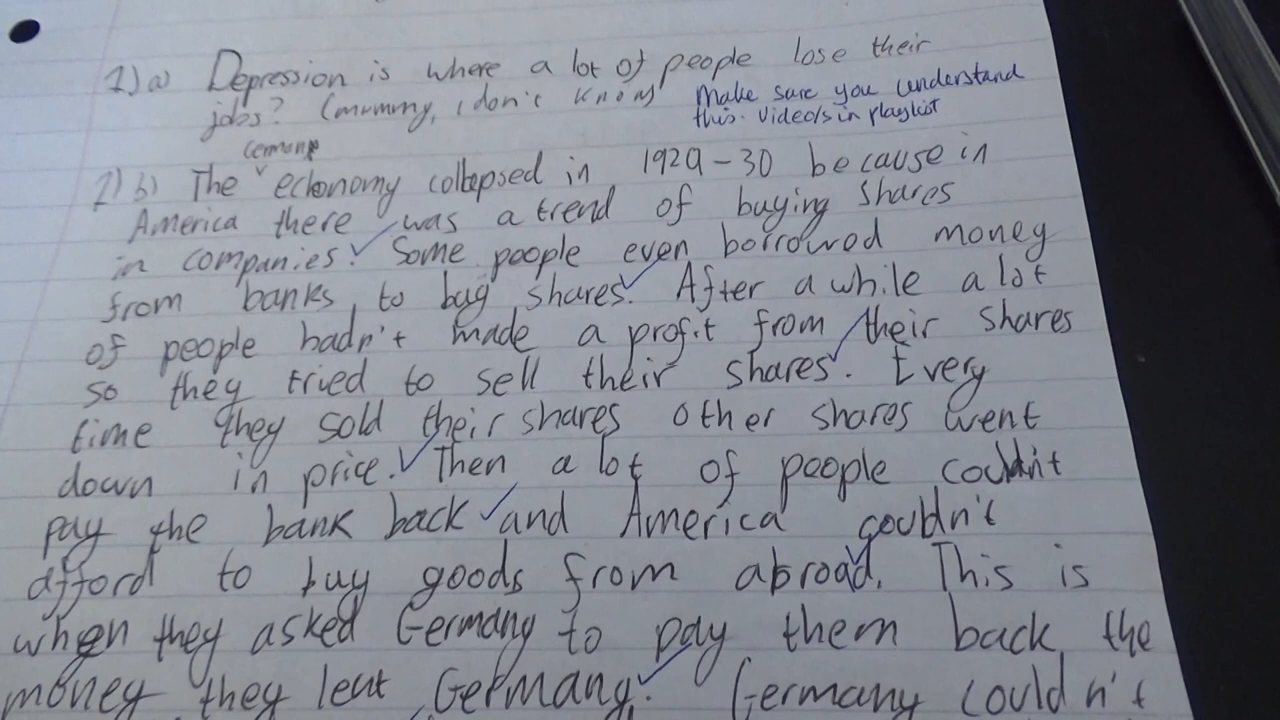 1) a) Depression is where a lot of people lose their
jobs? (mummy, i don't know)
Make sure you understand
this. Video/s in playlist
German
2) b) The economy collapsed in 1929-30 because in
America there was a trend of buying shares
in companies. Some people even borrowed money
from banks to buy shares. After a while a lot
of people hadn't made a profit from their shares
so they tried to sell their shares. Every
time they sold their shares other shares went
down in price. Then a lot of people couldn't
pay the bank back and America couldn't
afford to buy goods from abroad. This is
when they asked Germany to pay them back the
money they lent Germany. Germany couldn't